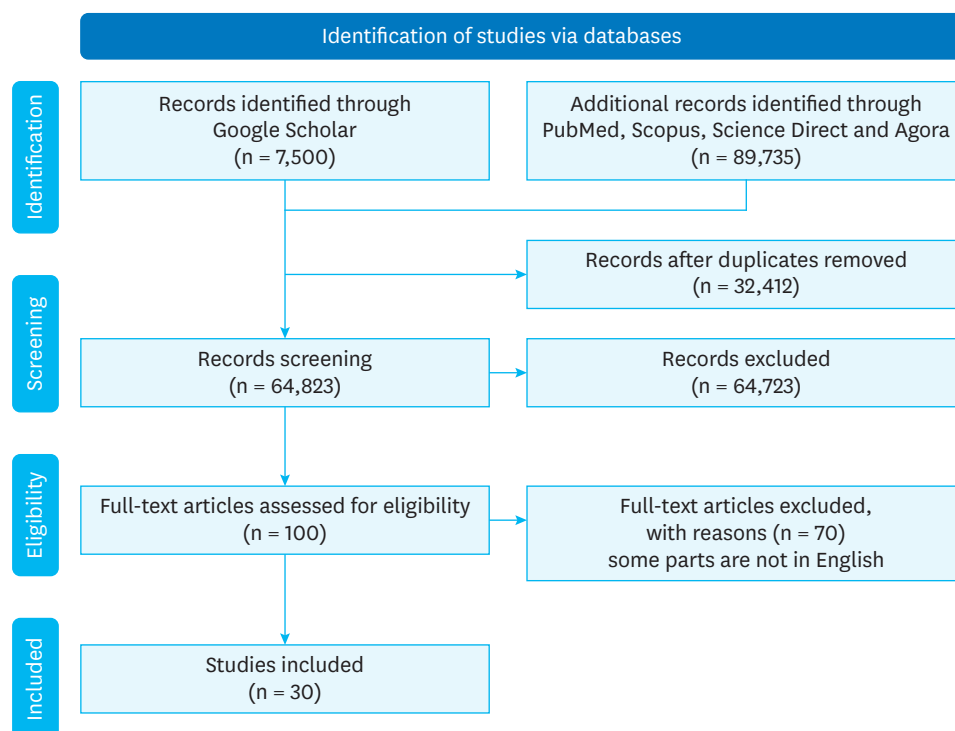 Identification of studies via databases
Identification
Records identified through
Google Scholar
(n = 7,500)
Additional records identified through
PubMed, Scopus, Science Direct and Agora
(n = 89,735)
Records after duplicates removed
(n = 32,412)
Screening
Records screening
(n = 64,823)
Records excluded
(n = 64,723)
Eligibility
Full-text articles assessed for eligibility
(n = 100)
Full-text articles excluded,
with reasons (n = 70)
some parts are not in English
Included
Studies included
(n = 30)